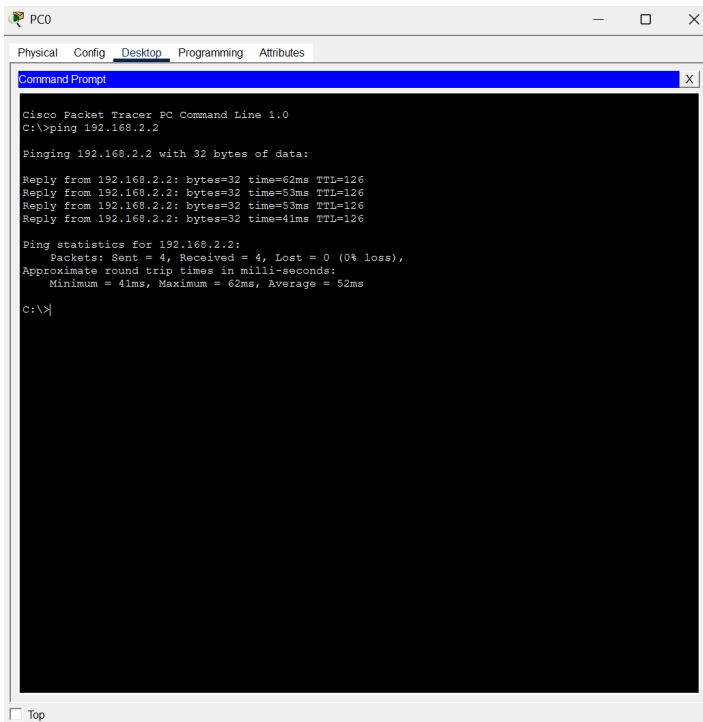 PC0
Physical Config Desktop Programming Attributes
Command Prompt
X
Cisco Packet Tracer PC Command Line 1.0
C:\>ping 192.168.2.2
Pinging 192.168.2.2 with 32 bytes of data:
Reply from 192.168.2.2: bytes=32 time=62ms TTL=126
Reply from 192.168.2.2: bytes=32 time=53ms TTL=126
Reply from 192.168.2.2: bytes=32 time=53ms TTL=126
Reply from 192.168.2.2: bytes=32 time=41ms TTL=126
Ping statistics for 192.168.2.2:
Packets: Sent = 4, Received = 4, Lost = 0 (0% loss),
Approximate round trip times in milli-seconds:
Minimum = 41ms, Maximum = 62ms, Average = 52ms
C:\>
Top